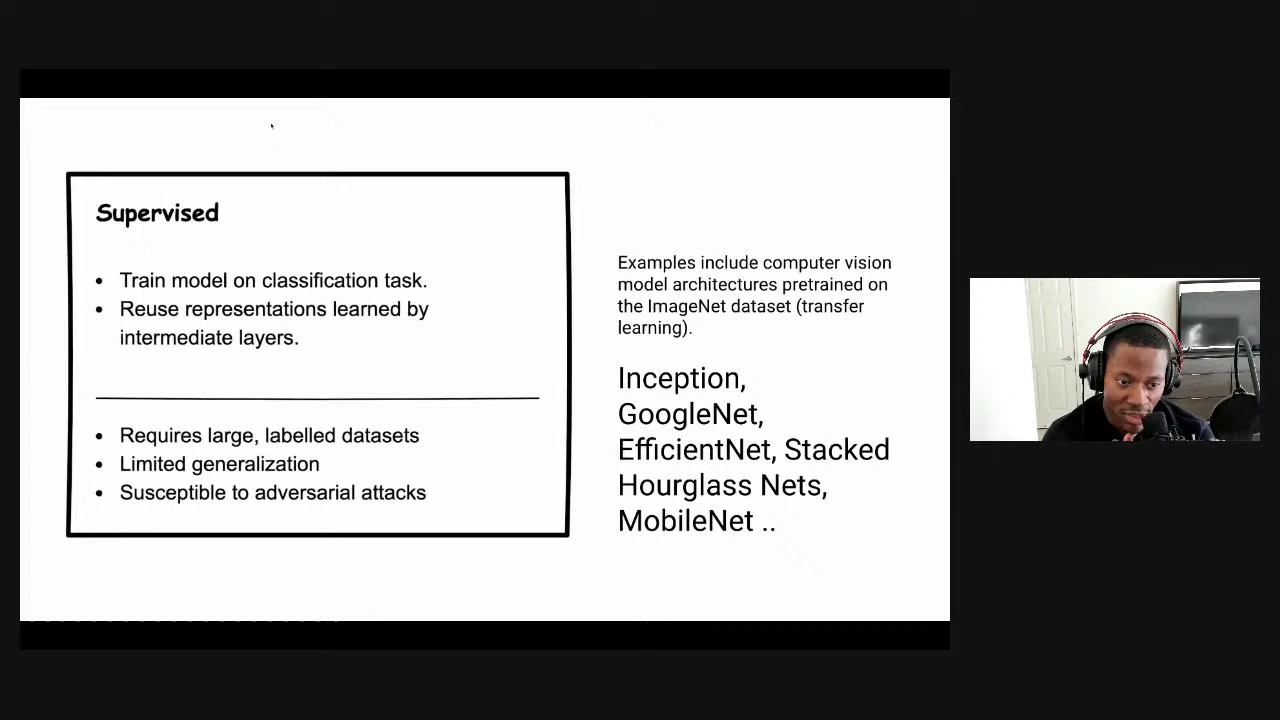 Supervised
• Train model on classification task.
• Reuse representations learned by
intermediate layers.
• Requires large, labelled datasets
• Limited generalization
• Susceptible to adversarial attacks
Examples include computer vision
model architectures pretrained on
the ImageNet dataset (transfer
learning).
Inception,
GoogleNet,
EfficientNet, Stacked
Hourglass Nets,
MobileNet ..